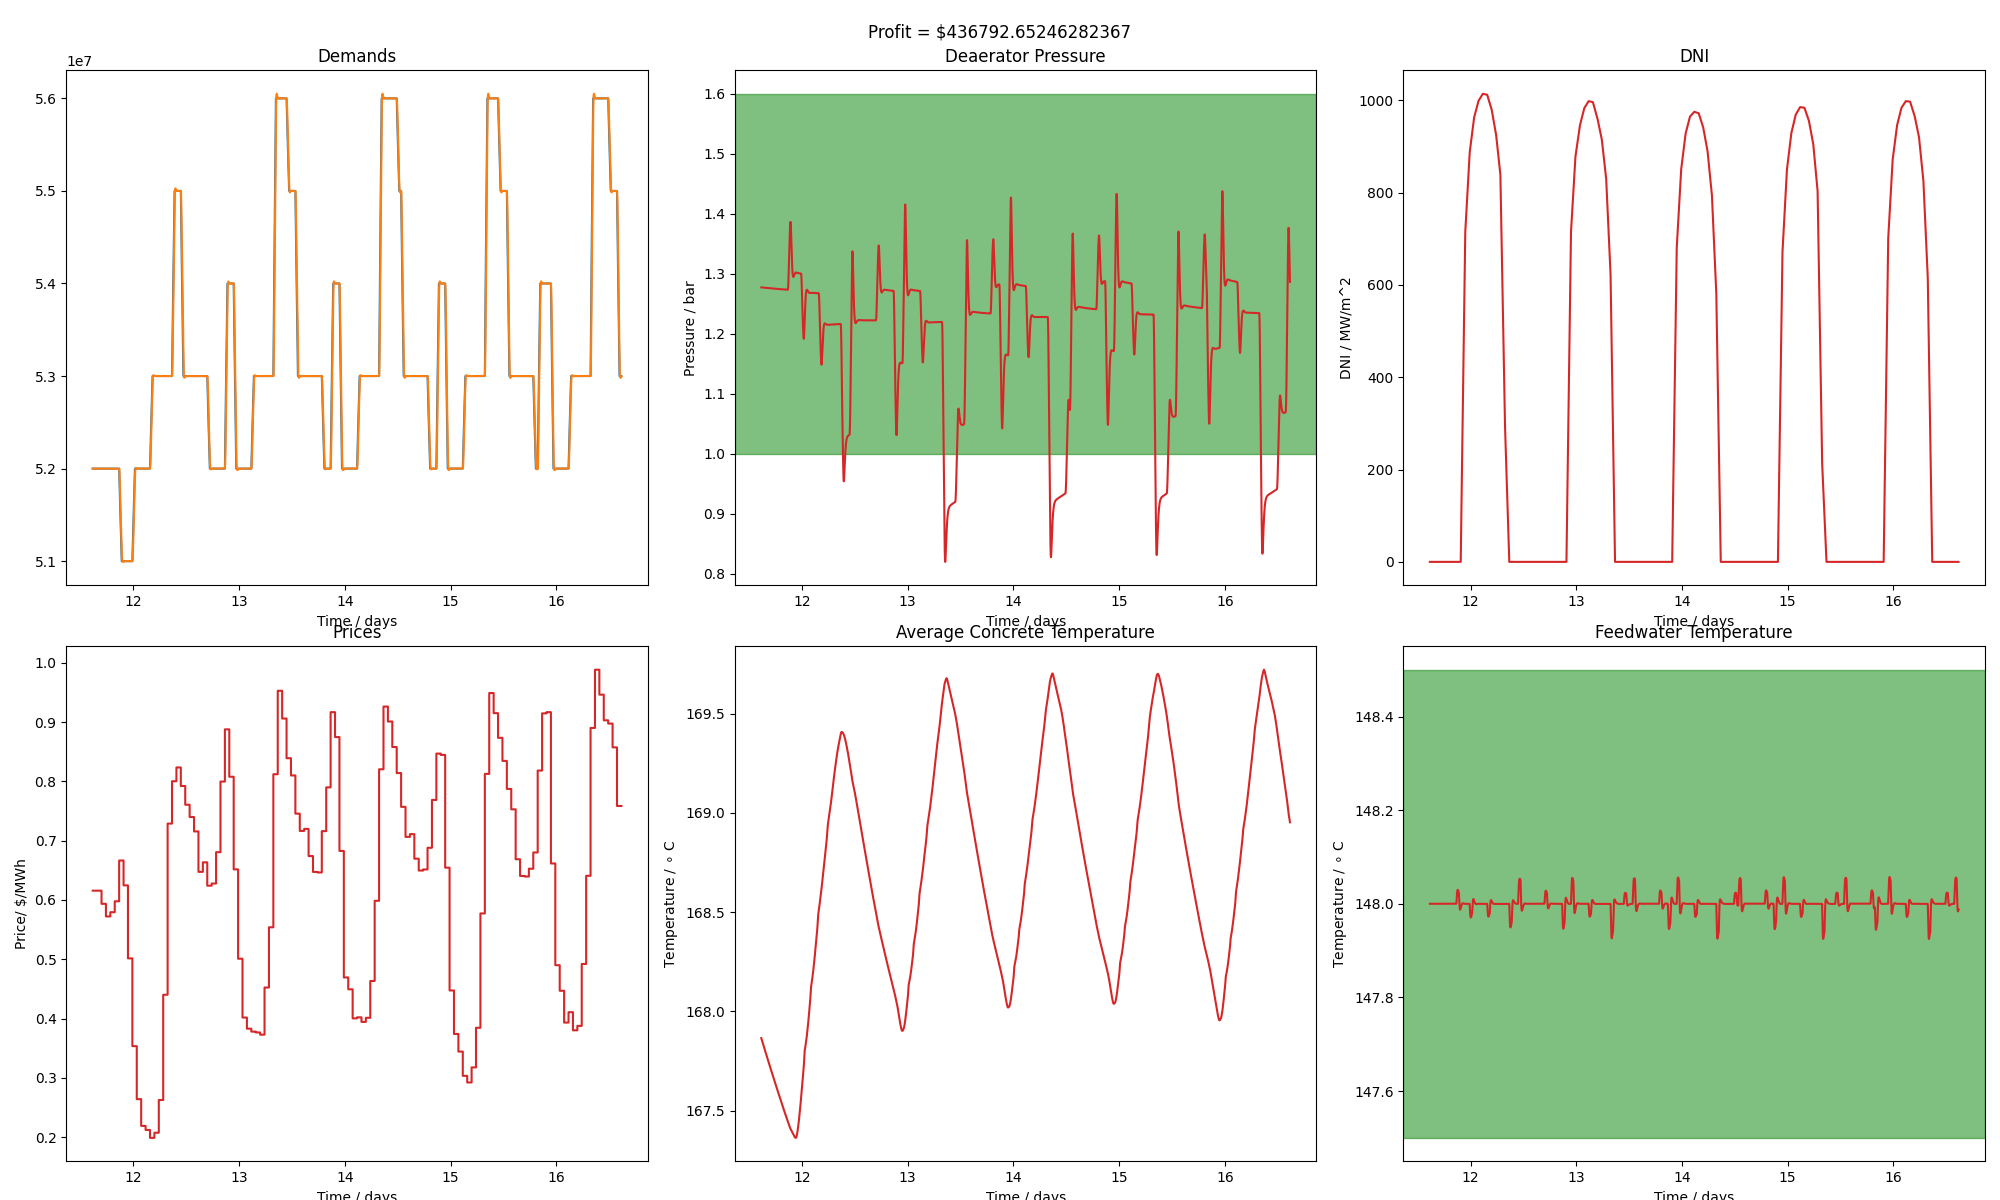 Profit = $436792.65246282367
Demands
1e7
5.6
5.5
5.4
5.3
5.2
5.1
12 13 14 15 16
Time / days
Deaerator Pressure
Pressure / bar
1.6
1.5
1.4
1.3
1.2
1.1
1.0
0.9
0.8
12 13 14 15 16
Time / days
DNI
DNI / MW/m^2
1000
800
600
400
200
0
12 13 14 15 16
Time / days
Prices
Price/ $/MWh
1.0
0.9
0.8
0.7
0.6
0.5
0.4
0.3
0.2
12 13 14 15 16
Time / days
Average Concrete Temperature
Temperature / ∘ C
169.5
169.0
168.5
168.0
167.5
12 13 14 15 16
Time / days
Feedwater Temperature
Temperature / ∘ C
148.4
148.2
148.0
147.8
147.6
12 13 14 15 16
Time / days